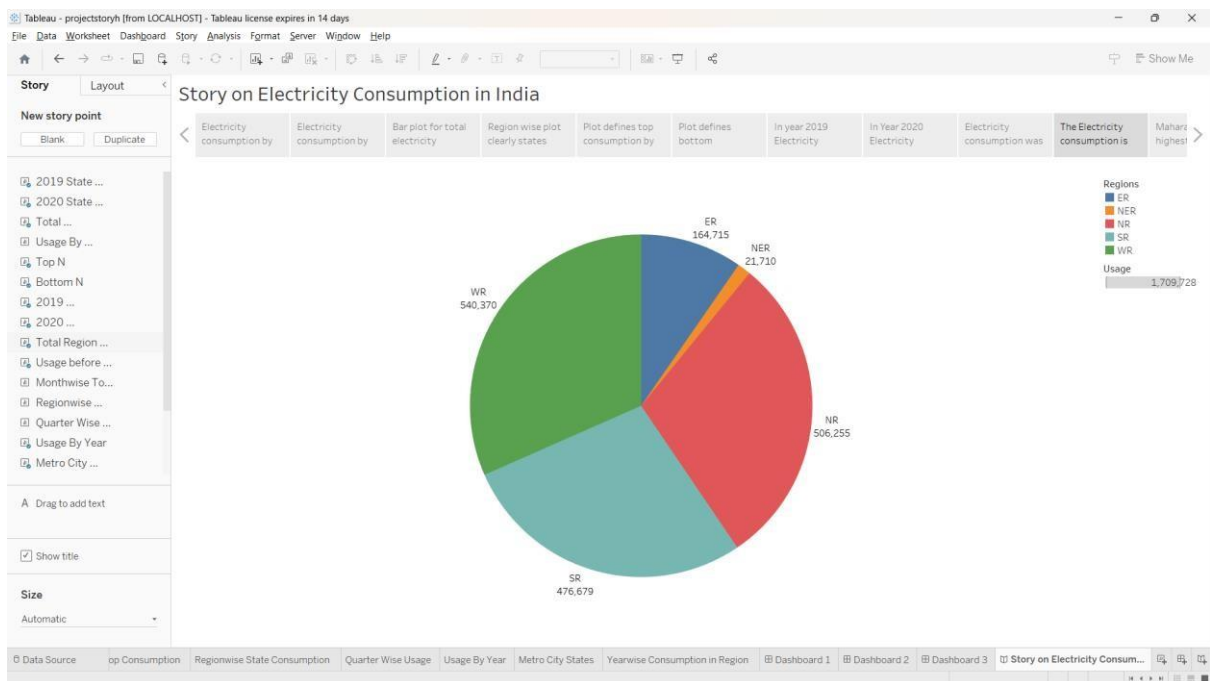 Tableau - projectstoryh [from LOCALHOST] - Tableau license expires in 14 days
File Data Worksheet Dashboard Story Analysis Format Server Window Help
Show Me
Story Layout
New story point
Blank Duplicate
2019 State ...
2020 State ...
Total ...
Usage By ...
Top N
Bottom N
2019 ...
2020 ...
Total Region ...
Usage before ...
Monthwise To...
Regionwise ...
Quarter Wise ...
Usage By Year
Metro City ...
A Drag to add text
Show title
Size
Automatic
Story on Electricity Consumption in India
Electricity
consumption by
Electricity
consumption by
Bar plot for total
electricity
Region wise plot
clearly states
Plot defines top
consumption by
Plot defines
bottom
In year 2019
Electricity
In Year 2020
Electricity
Electricity
consumption was
The Electricity
consumption is
Mahara
highest
ER
164,715
NER
21,710
WR
540,370
NR
506,255
SR
476,679
Regions
ER
NER
NR
SR
WR
Usage
1,709,728
Data Source op Consumption Regionwise State Consumption Quarter Wise Usage Usage By Year Metro City States Yearwise Consumption in Region Dashboard 1 Dashboard 2 Dashboard 3 Story on Electricity Consum...